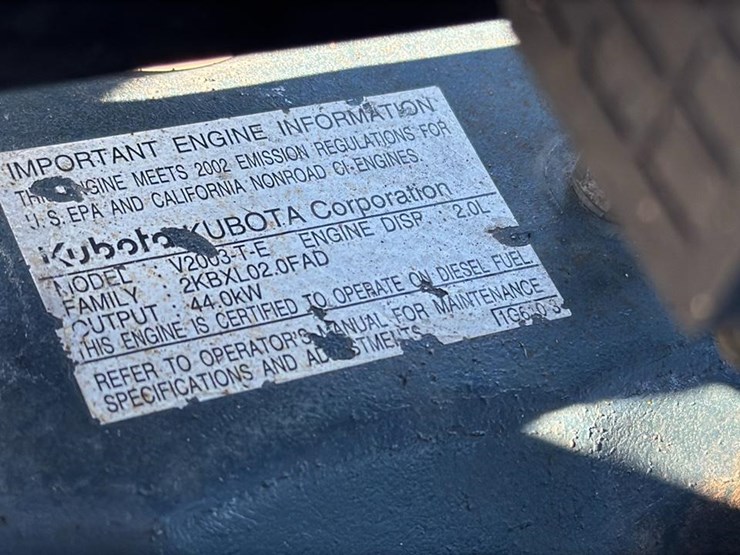 IMPORTANT ENGINE INFORMATION
ENGINE MEETS 2002 EMISSION REGULATIONS FOR
U.S. EPA AND CALIFORNIA NONROAD CI ENGINES.
Kubota KUBOTA Corporation
MODEL : V2003-T-E ENGINE DISP : 2.0L
FAMILY : 2KBXL02.0FAD
OUTPUT : 44.0kW
THIS ENGINE IS CERTIFIED TO OPERATE ON DIESEL FUEL.
REFER TO OPERATOR'S MANUAL FOR MAINTENANCE
SPECIFICATIONS AND